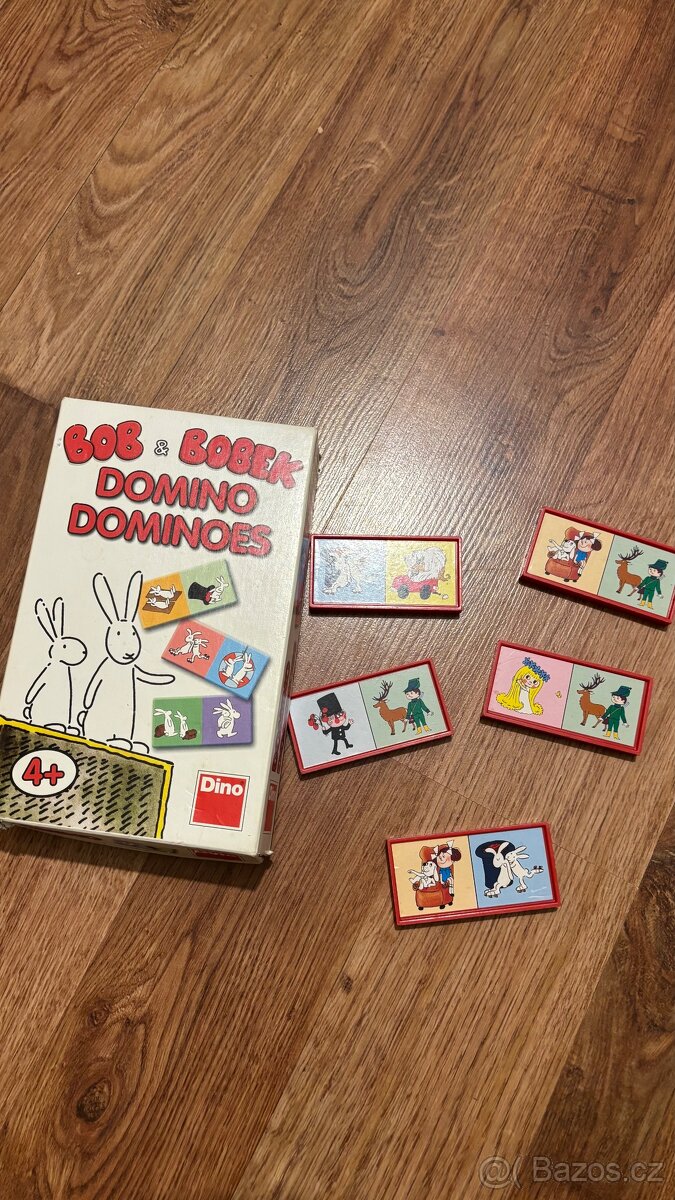 BOB & BOBEK
DOMINO
DOMINOES
4+
Dino
Bazos.cz